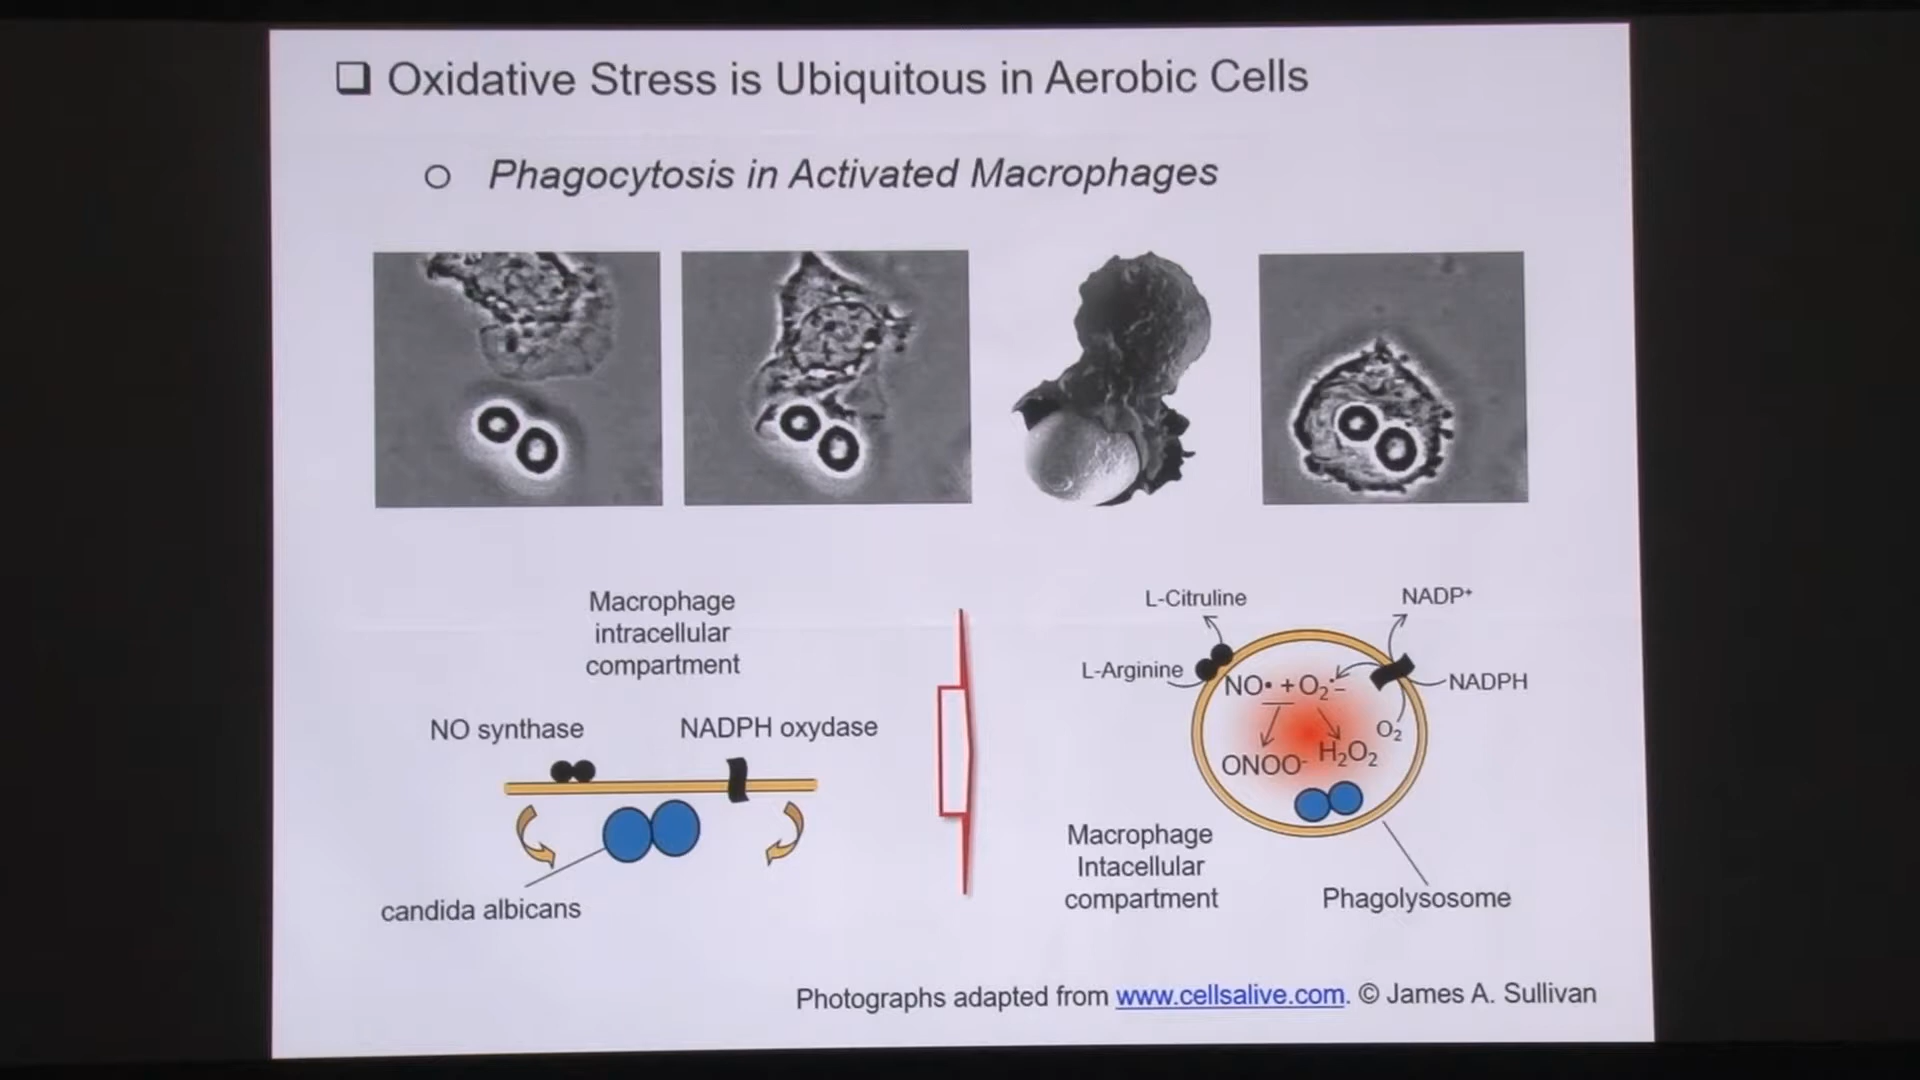 Oxidative Stress is Ubiquitous in Aerobic Cells
Phagocytosis in Activated Macrophages
Macrophage
intracellular
compartment
NO synthase
NADPH oxydase
candida albicans
L-Citruline
NADP⁺
L-Arginine
NADPH
NO• + O₂•−
O₂
ONOO⁻
H₂O₂
Macrophage
Intacellular
compartment
Phagolysosome
Photographs adapted from www.cellsalive.com. © James A. Sullivan